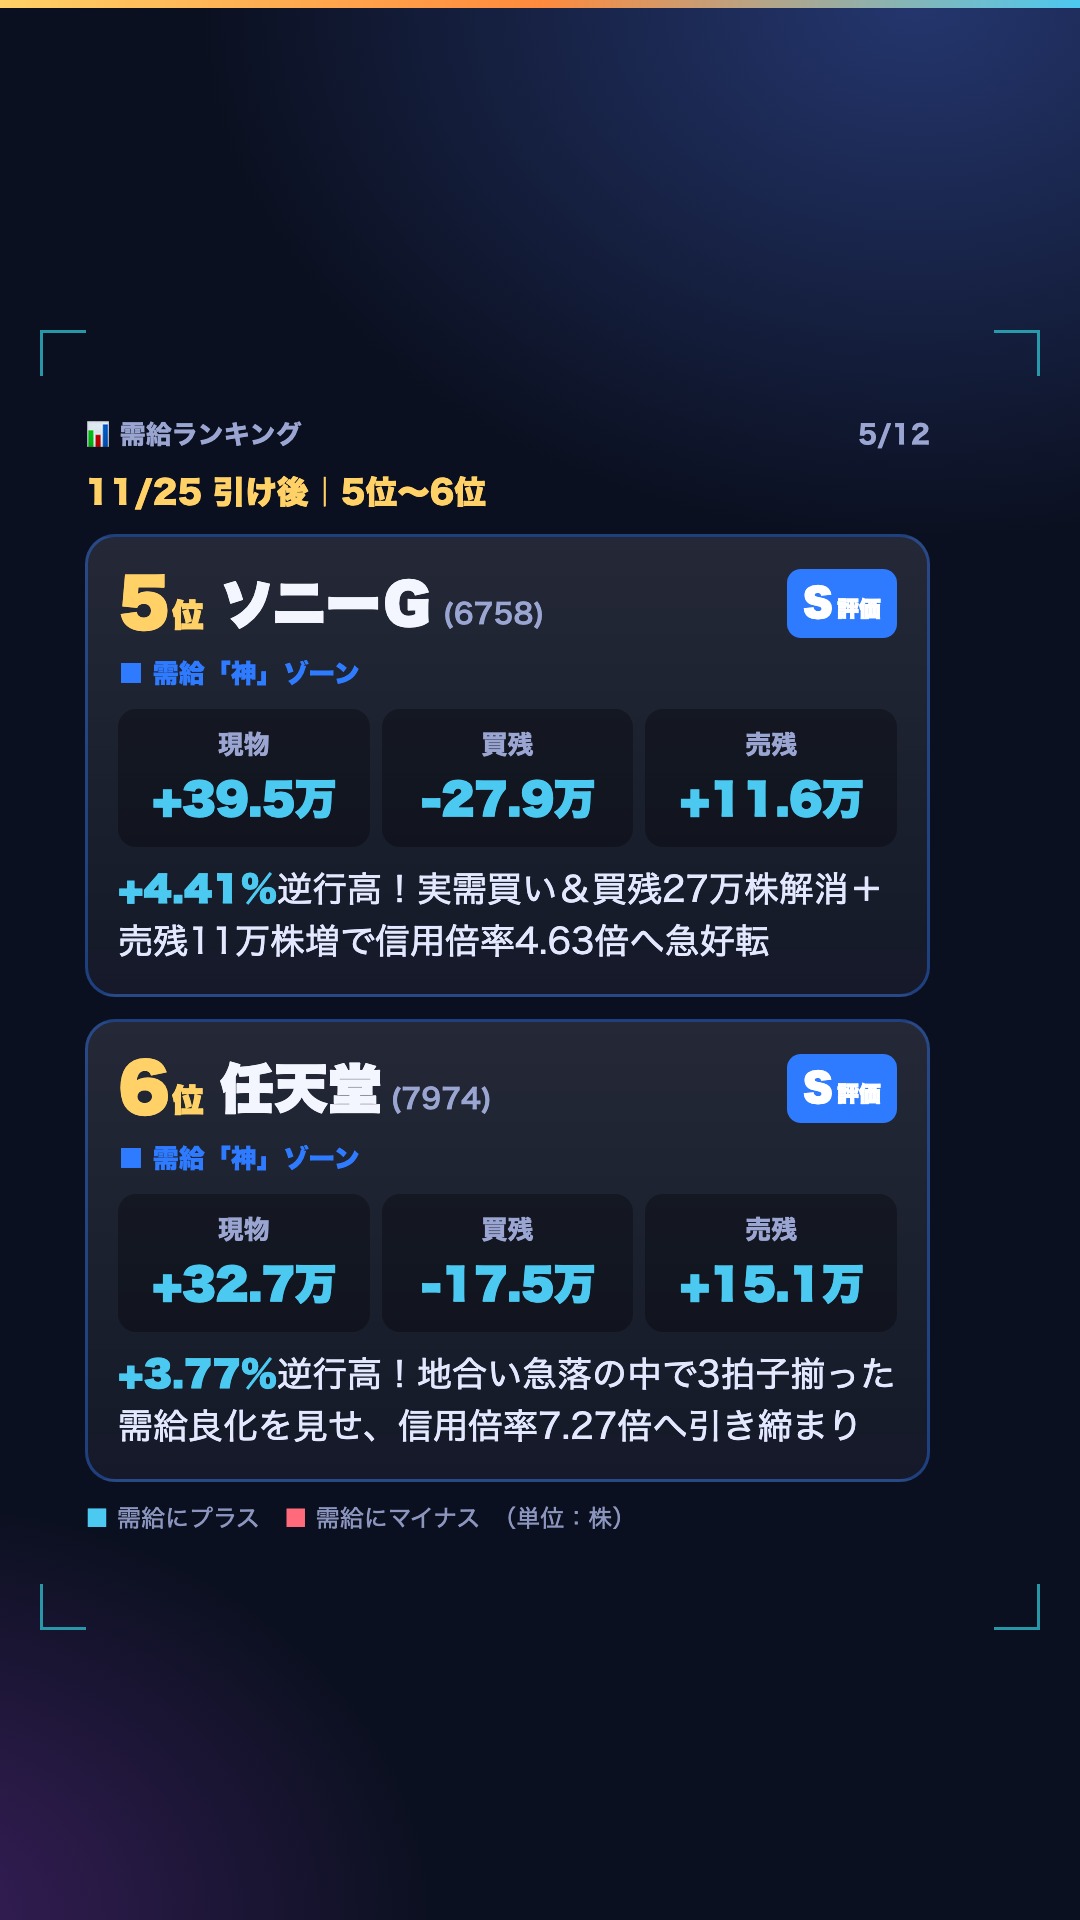 📊 需給ランキング 5/12
11/25 引け後｜5位〜6位
5位 ソニーG (6758) S評価
■ 需給「神」ゾーン
現物 買残 売残
+39.5万 -27.9万 +11.6万
+4.41%逆行高！実需買い＆買残27万株解消＋
売残11万株増で信用倍率4.63倍へ急好転
6位 任天堂 (7974) S評価
■ 需給「神」ゾーン
現物 買残 売残
+32.7万 -17.5万 +15.1万
+3.77%逆行高！地合い急落の中で3拍子揃った
需給良化を見せ、信用倍率7.27倍へ引き締まり
■ 需給にプラス ■ 需給にマイナス （単位：株）